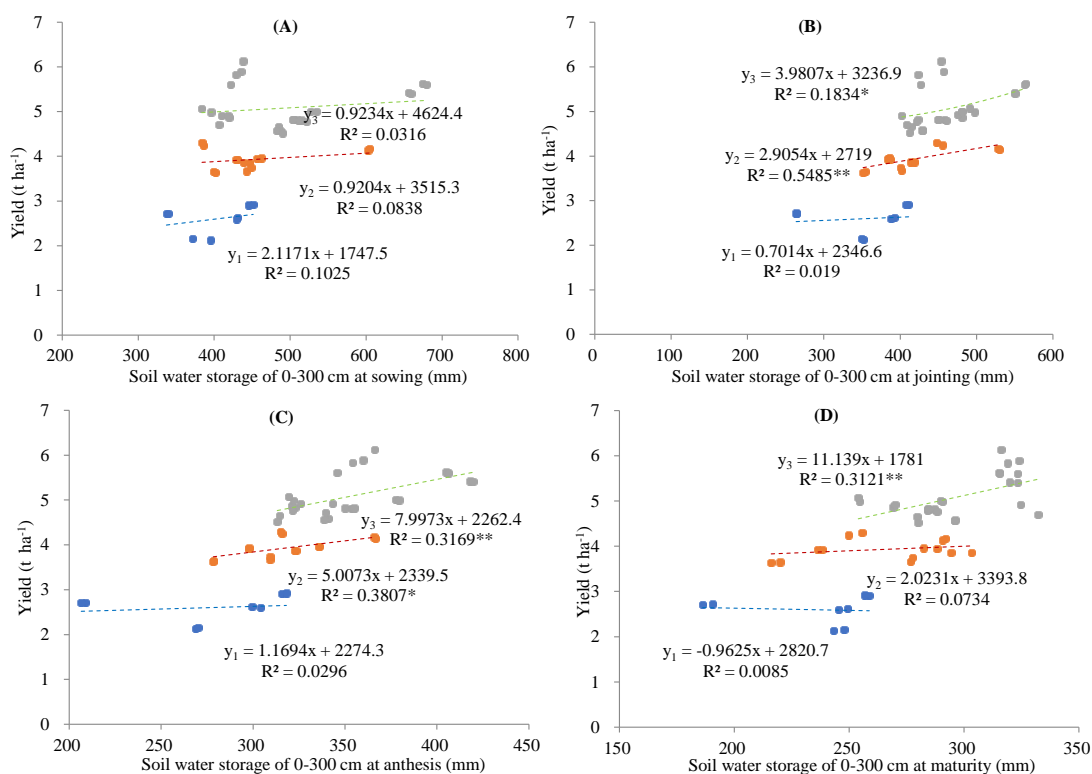 (A)
7
6
5
4
3
2
1
0
Yield (t ha⁻¹)
y₃ = 0.9234x + 4624.4
R² = 0.0316
y₂ = 0.9204x + 3515.3
R² = 0.0838
y₁ = 2.1171x + 1747.5
R² = 0.1025
200 300 400 500 600 700 800
Soil water storage of 0-300 cm at sowing (mm)
(B)
7
6
5
4
3
2
1
0
Yield (t ha⁻¹)
y₃ = 3.9807x + 3236.9
R² = 0.1834*
y₂ = 2.9054x + 2719
R² = 0.5485**
y₁ = 0.7014x + 2346.6
R² = 0.019
0 100 200 300 400 500 600
Soil water storage of 0-300 cm at jointing (mm)
(C)
7
6
5
4
3
2
1
0
Yield (t ha⁻¹)
y₃ = 7.9973x + 2262.4
R² = 0.3169**
y₂ = 5.0073x + 2339.5
R² = 0.3807*
y₁ = 1.1694x + 2274.3
R² = 0.0296
200 250 300 350 400 450
Soil water storage of 0-300 cm at anthesis (mm)
(D)
7
6
5
4
3
2
1
0
Yield (t ha⁻¹)
y₃ = 11.139x + 1781
R² = 0.3121**
y₂ = 2.0231x + 3393.8
R² = 0.0734
y₁ = -0.9625x + 2820.7
R² = 0.0085
150 200 250 300 350
Soil water storage of 0-300 cm at maturity (mm)